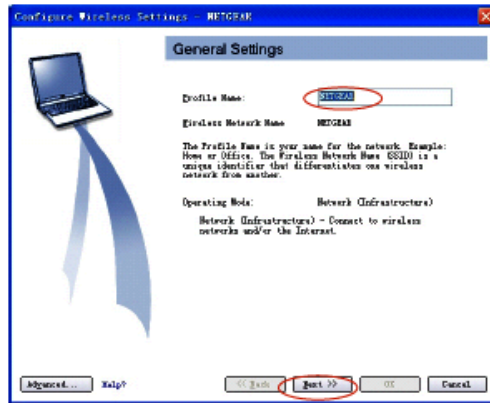 Configure Wireless Settings - NETGEAR
General Settings
Profile Name: NETGEAR
Wireless Network Name NETGEAR
The Profile Name is your name for the network. Example:
Home or Office. The Wireless Network Name (SSID) is a
unique identifier that differentiates one wireless
network from another.
Operating Mode: Network (Infrastructure)
Network (Infrastructure) - Connect to wireless
networks and/or the Internet.
Advanced... Help? << Back Next >> OK Cancel